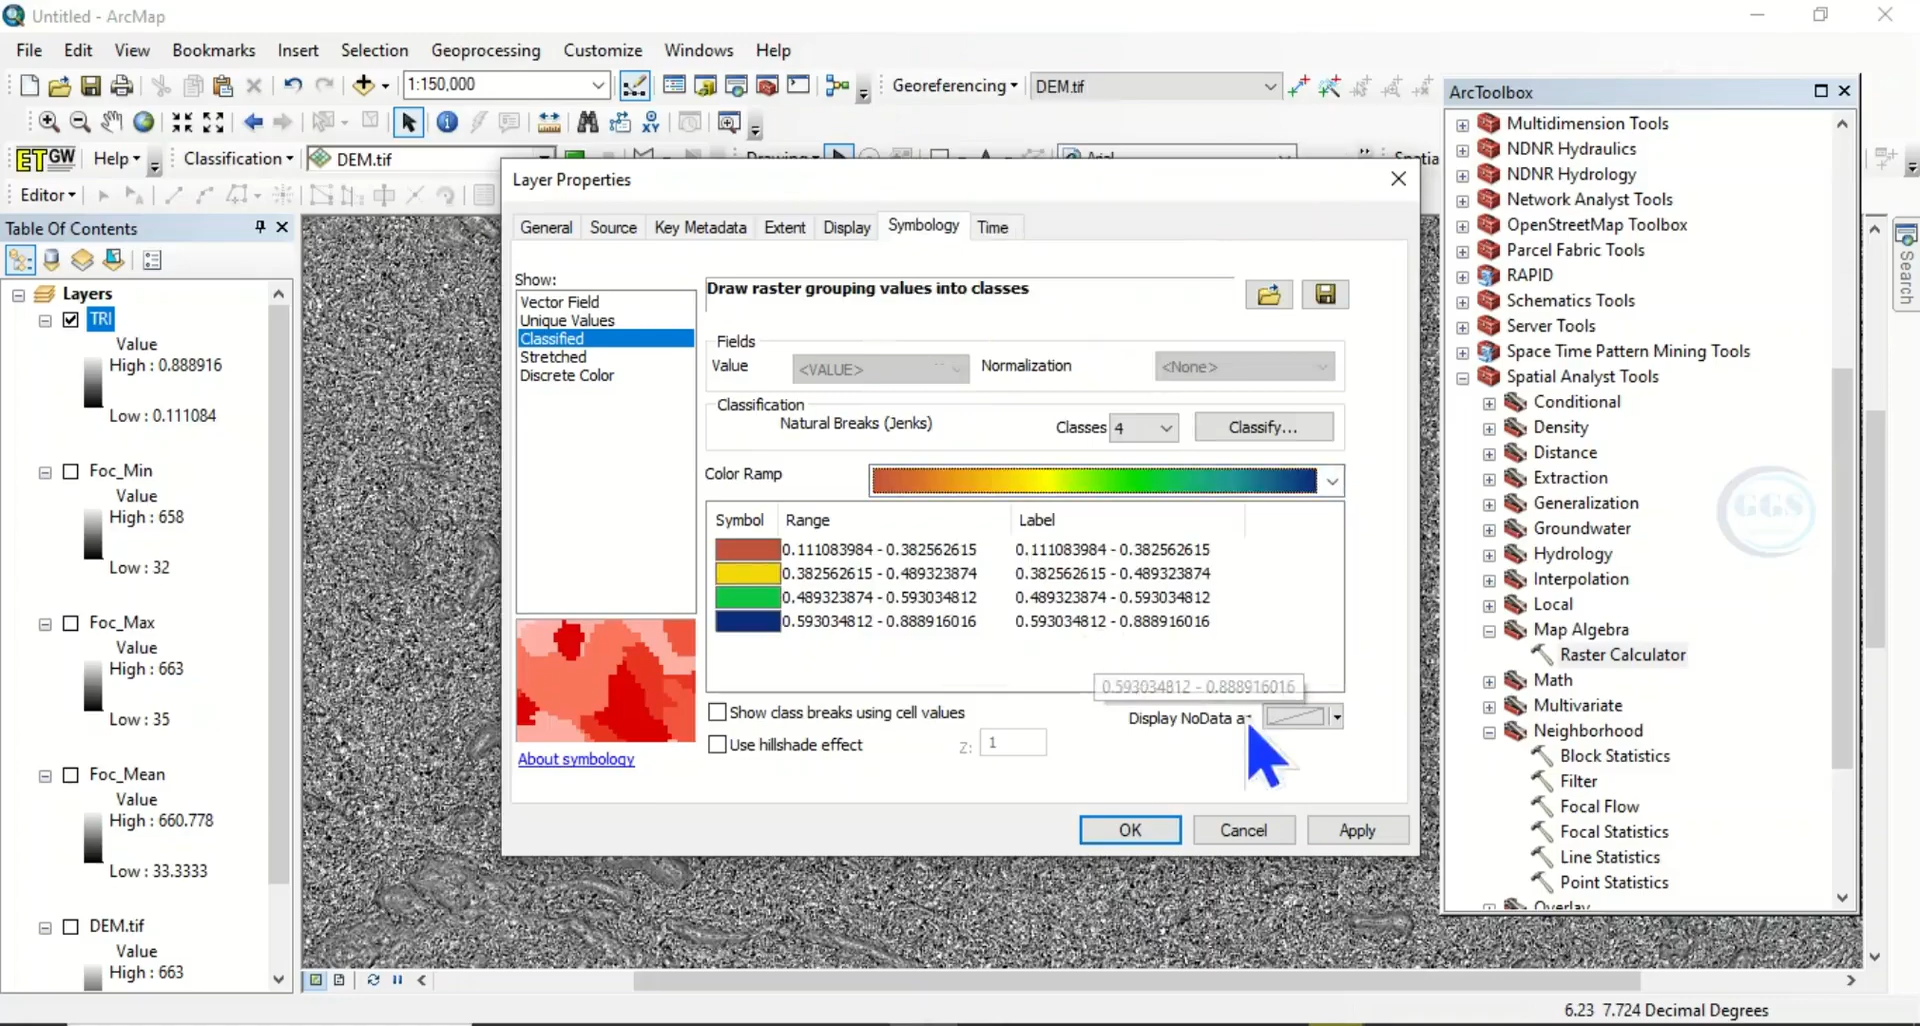 Untitled - ArcMap
File Edit View Bookmarks Insert Selection Geoprocessing Customize Windows Help
1:150,000
Georeferencing
DEM.tif
ETGW Help Classification DEM.tif
Editor
Table Of Contents
Layers
TRI
Value
High : 0.888916
Low : 0.111084
Foc_Min
Value
High : 658
Low : 32
Foc_Max
Value
High : 663
Low : 35
Foc_Mean
Value
High : 660.778
Low : 33.3333
DEM.tif
Value
High : 663
Layer Properties
General Source Key Metadata Extent Display Symbology Time
Show:
Vector Field
Unique Values
Classified
Stretched
Discrete Color
About symbology
Draw raster grouping values into classes
Fields
Value <VALUE> Normalization <None>
Classification
Natural Breaks (Jenks) Classes 4 Classify...
Color Ramp
Symbol Range Label
0.111083984 - 0.382562615 0.111083984 - 0.382562615
0.382562615 - 0.489323874 0.382562615 - 0.489323874
0.489323874 - 0.593034812 0.489323874 - 0.593034812
0.593034812 - 0.888916016 0.593034812 - 0.888916016
0.593034812 - 0.888916016
Show class breaks using cell values
Display NoData as
Use hillshade effect Z: 1
OK Cancel Apply
ArcToolbox
Multidimension Tools
NDNR Hydraulics
NDNR Hydrology
Network Analyst Tools
OpenStreetMap Toolbox
Parcel Fabric Tools
RAPID
Schematics Tools
Server Tools
Space Time Pattern Mining Tools
Spatial Analyst Tools
Conditional
Density
Distance
Extraction
Generalization
Groundwater
Hydrology
Interpolation
Local
Map Algebra
Raster Calculator
Math
Multivariate
Neighborhood
Block Statistics
Filter
Focal Flow
Focal Statistics
Line Statistics
Point Statistics
Overlay
GGS
Search
6.23 7.724 Decimal Degrees